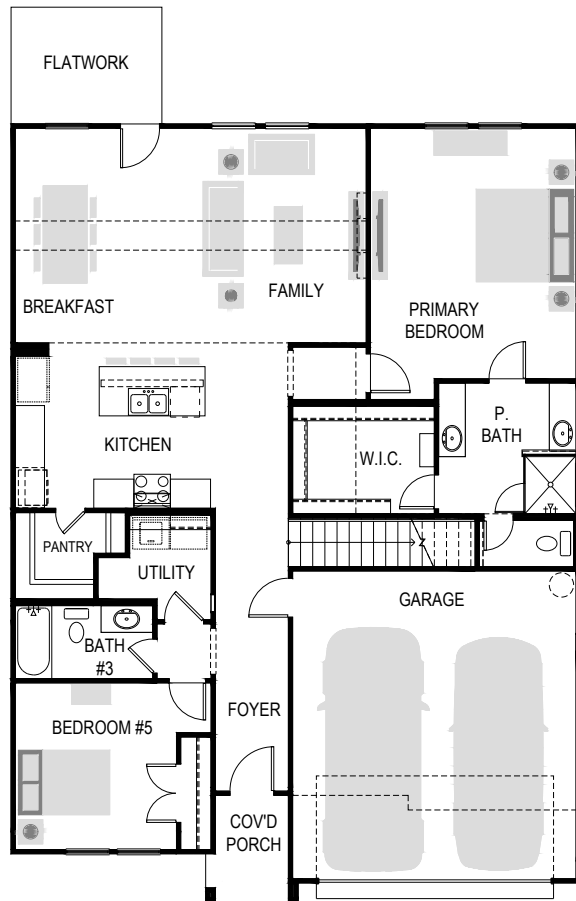 FLATWORK
BREAKFAST
FAMILY
PRIMARY
BEDROOM
KITCHEN
W.I.C.
P.
BATH
PANTRY
UTILITY
GARAGE
BATH
#3
BEDROOM #5
FOYER
COV'D
PORCH